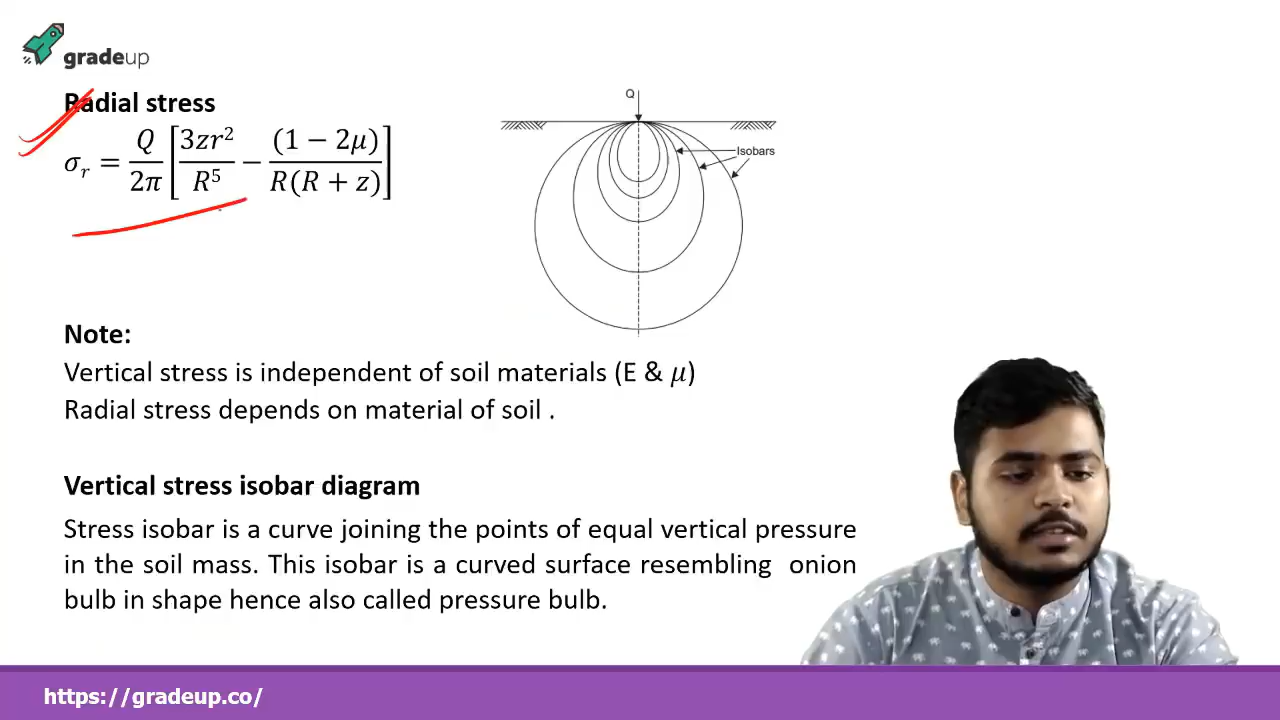 gradeup
Radial stress
σ_r = Q/2π [3zr²/R⁵ − (1 − 2μ)/R(R + z)]
Q
Isobars
Note:
Vertical stress is independent of soil materials (E & μ)
Radial stress depends on material of soil .
Vertical stress isobar diagram
Stress isobar is a curve joining the points of equal vertical pressure
in the soil mass. This isobar is a curved surface resembling onion
bulb in shape hence also called pressure bulb.
https://gradeup.co/